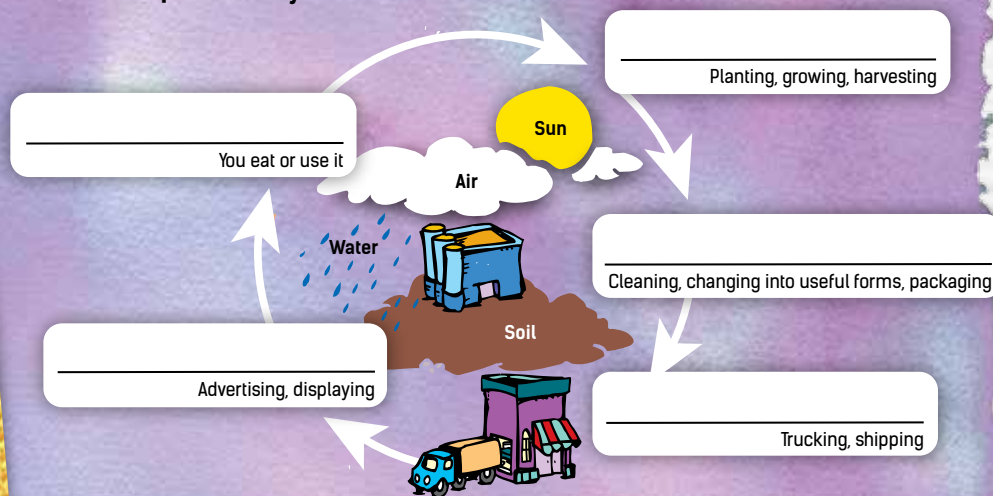 Planting, growing, harvesting
You eat or use it
Sun
Air
Water
Cleaning, changing into useful forms, packaging
Soil
Advertising, displaying
Trucking, shipping